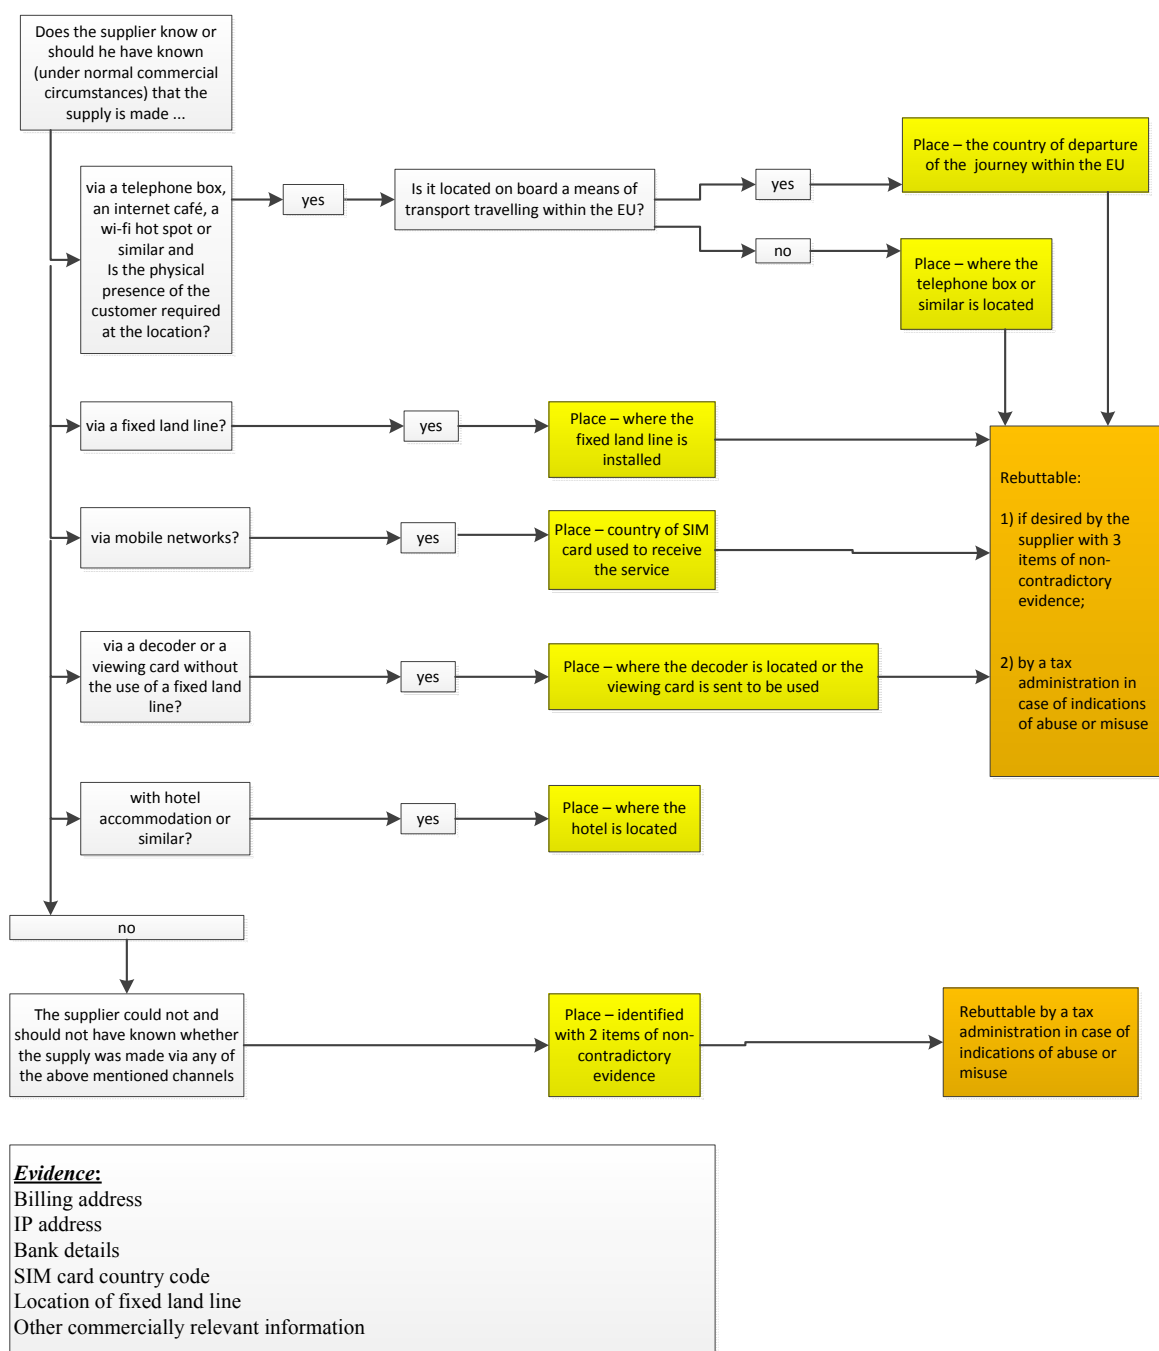 Does the supplier know or
should he have known
(under normal commercial
circumstances) that the
supply is made ...
via a telephone box,
an internet café, a
wi-fi hot spot or
similar and
Is the physical
presence of the
customer required
at the location?
yes
Is it located on board a means of
transport travelling within the EU?
yes
Place – the country of departure
of the journey within the EU
no
Place – where the
telephone box or
similar is located
via a fixed land line?
yes
Place – where the
fixed land line is
installed
via mobile networks?
yes
Place – country of SIM
card used to receive
the service
via a decoder or a
viewing card without
the use of a fixed land
line?
yes
Place – where the decoder is located or the
viewing card is sent to be used
Rebuttable:
1) if desired by the
supplier with 3
items of non-
contradictory
evidence;
2) by a tax
administration in
case of indications
of abuse or misuse
with hotel
accommodation or
similar?
yes
Place – where the
hotel is located
no
The supplier could not and
should not have known whether
the supply was made via any of
the above mentioned channels
Place – identified
with 2 items of non-
contradictory
evidence
Rebuttable by a tax
administration in case of
indications of abuse or
misuse
Evidence:
Billing address
IP address
Bank details
SIM card country code
Location of fixed land line
Other commercially relevant information